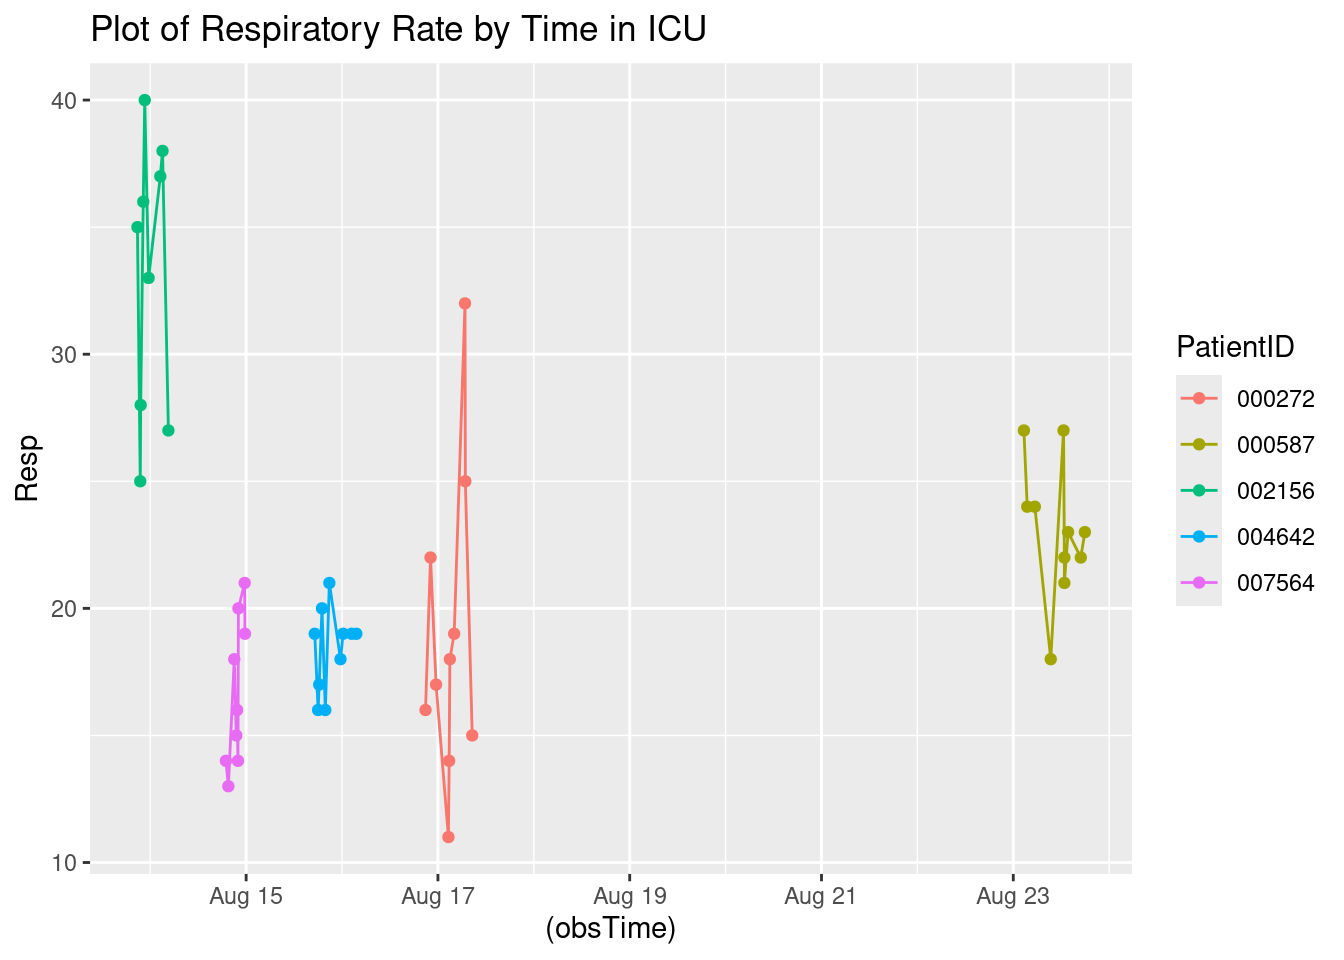 Plot of Respiratory Rate by Time in ICU
40
30
20
10
Resp
Aug 15 Aug 17 Aug 19 Aug 21 Aug 23
(obsTime)
PatientID
000272
000587
002156
004642
007564